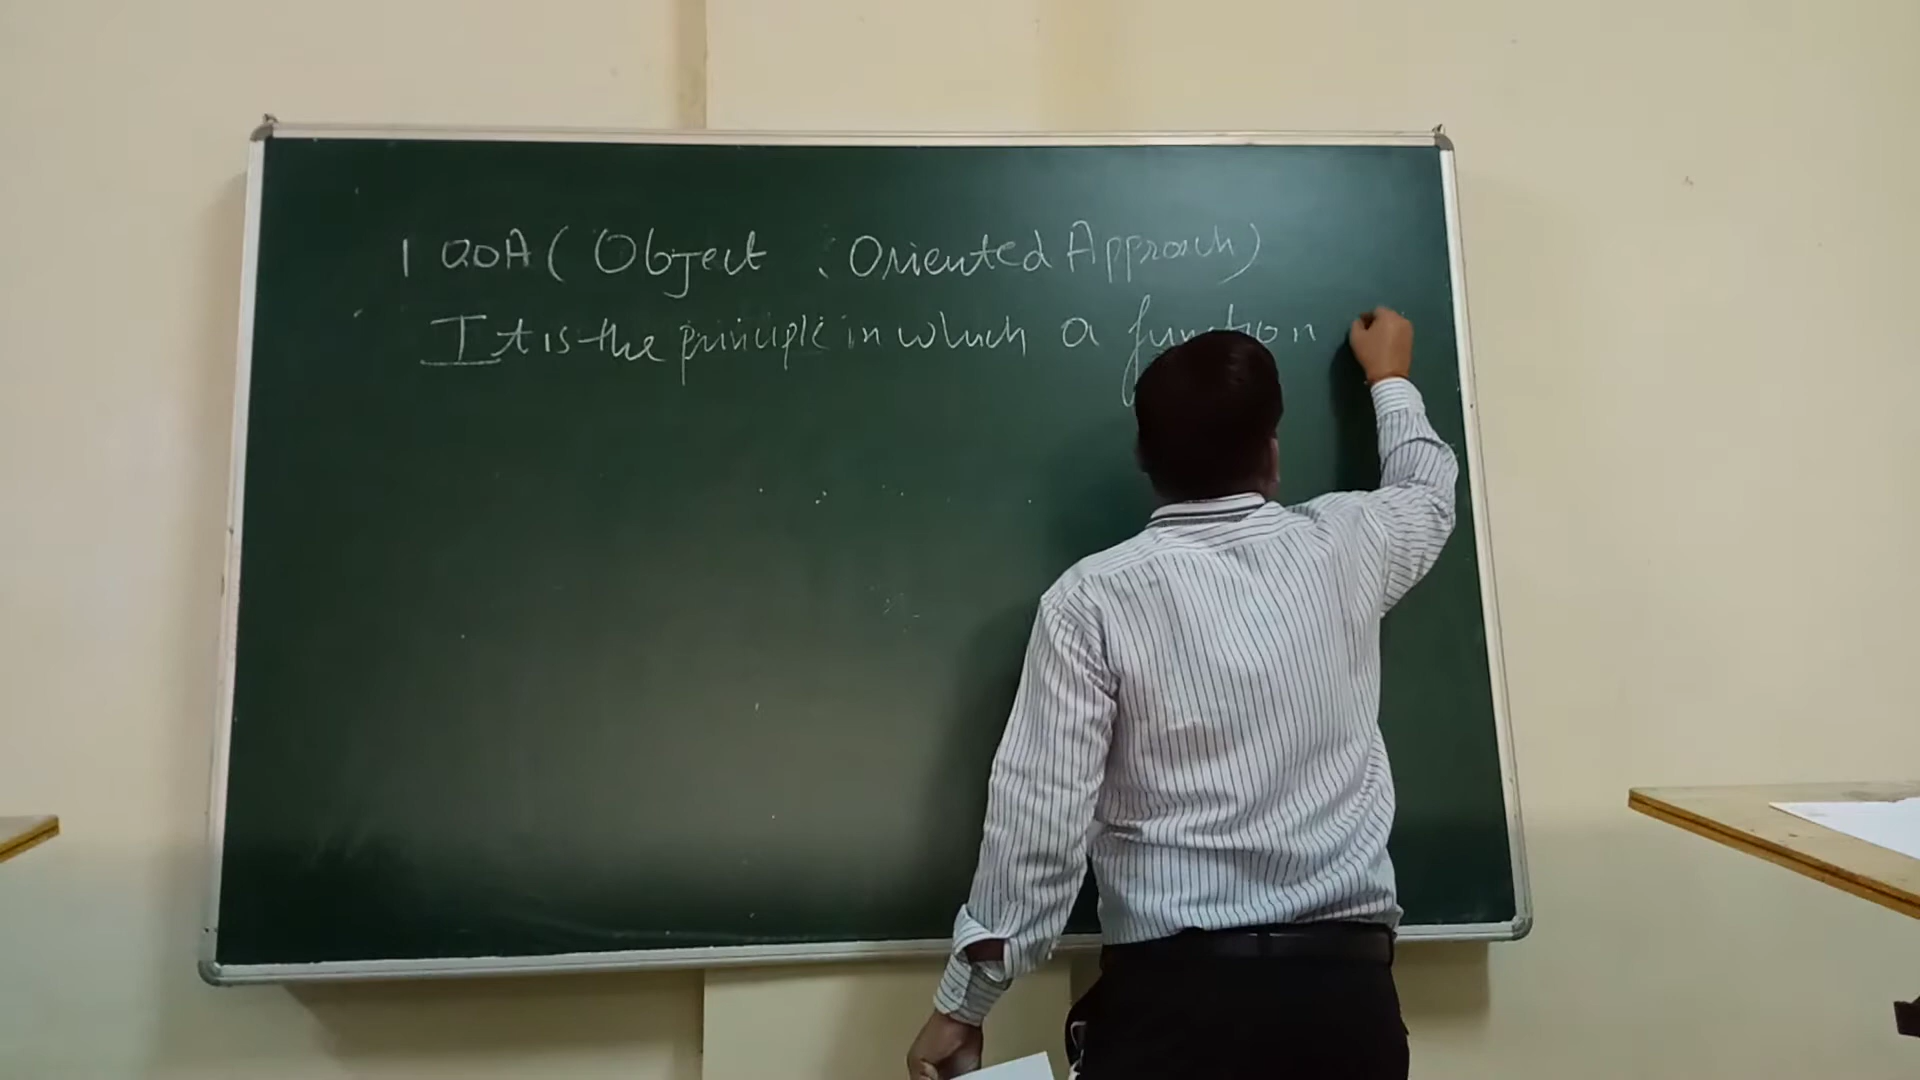 1 OOA ( Object Oriented Approach )
It is the principle in which a function